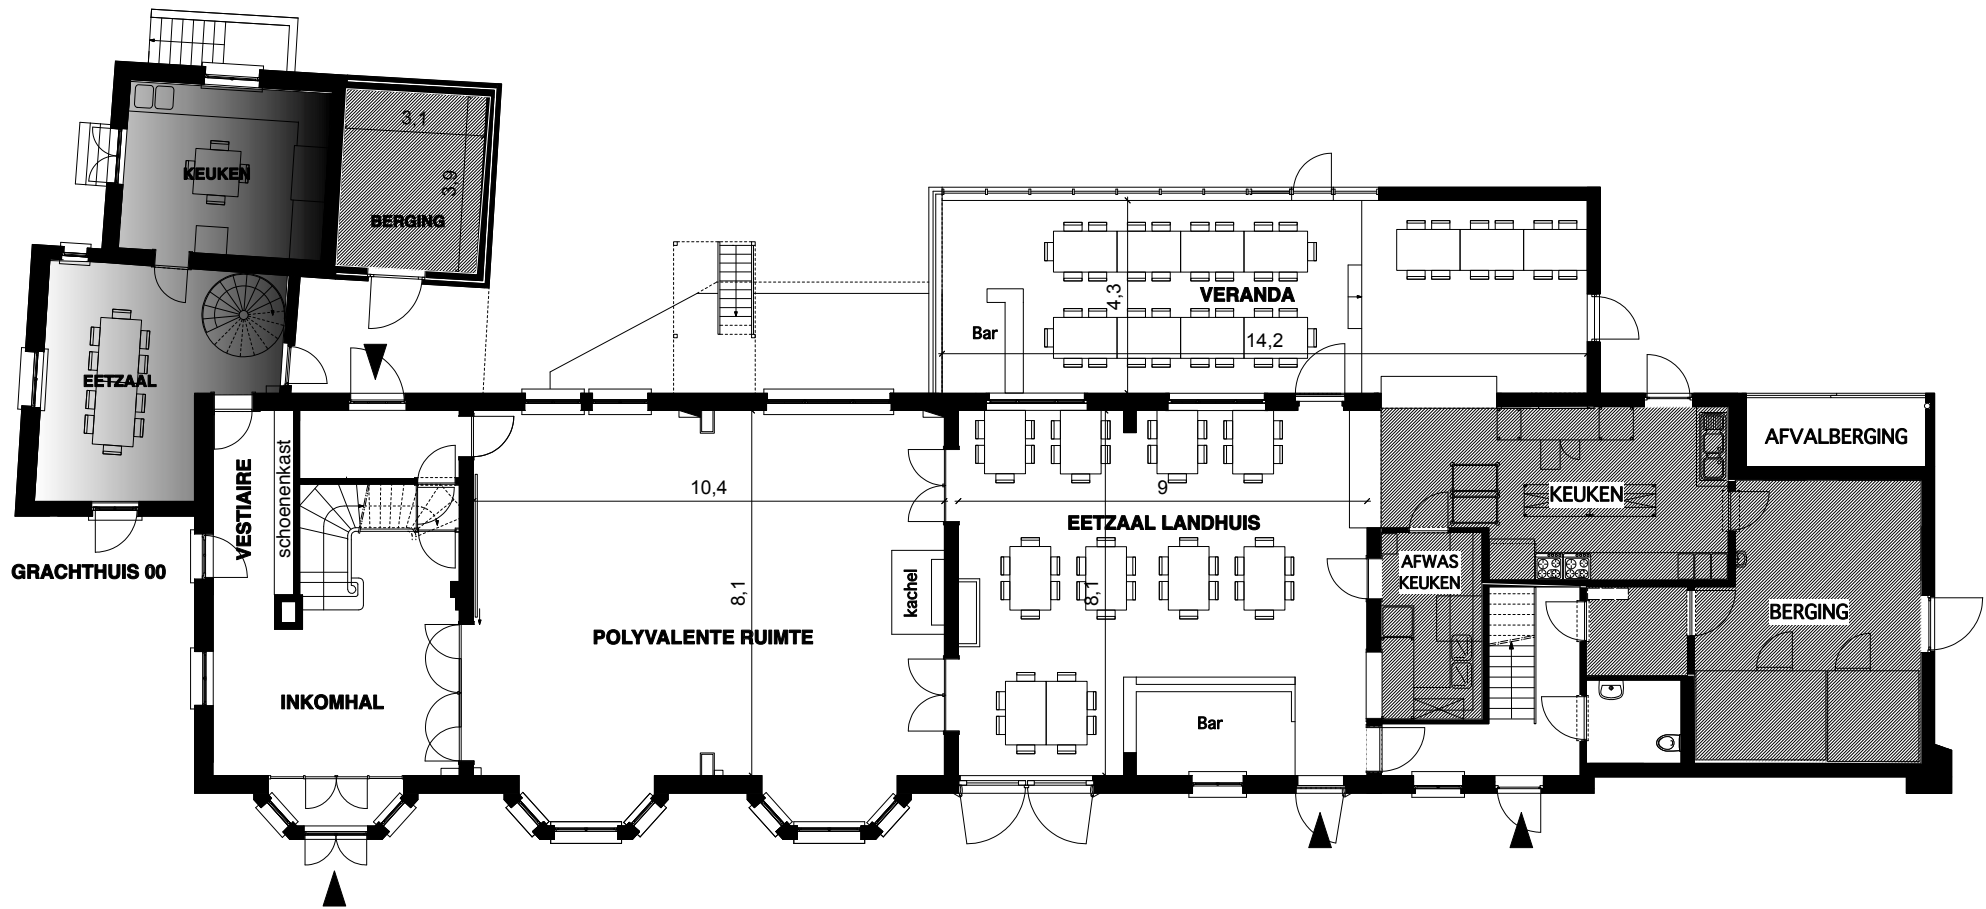 3,1
KEUKEN
3,9
BERGING
EETZAAL
GRACHTHUIS 00
VESTIAIRE
schoenenkast
INKOMHAL
10,4
8,1
POLYVALENTE RUIMTE
kachel
Bar
4,3
VERANDA
14,2
9
EETZAAL LANDHUIS
8,1
Bar
KEUKEN
AFWAS
KEUKEN
AFVALBERGING
BERGING